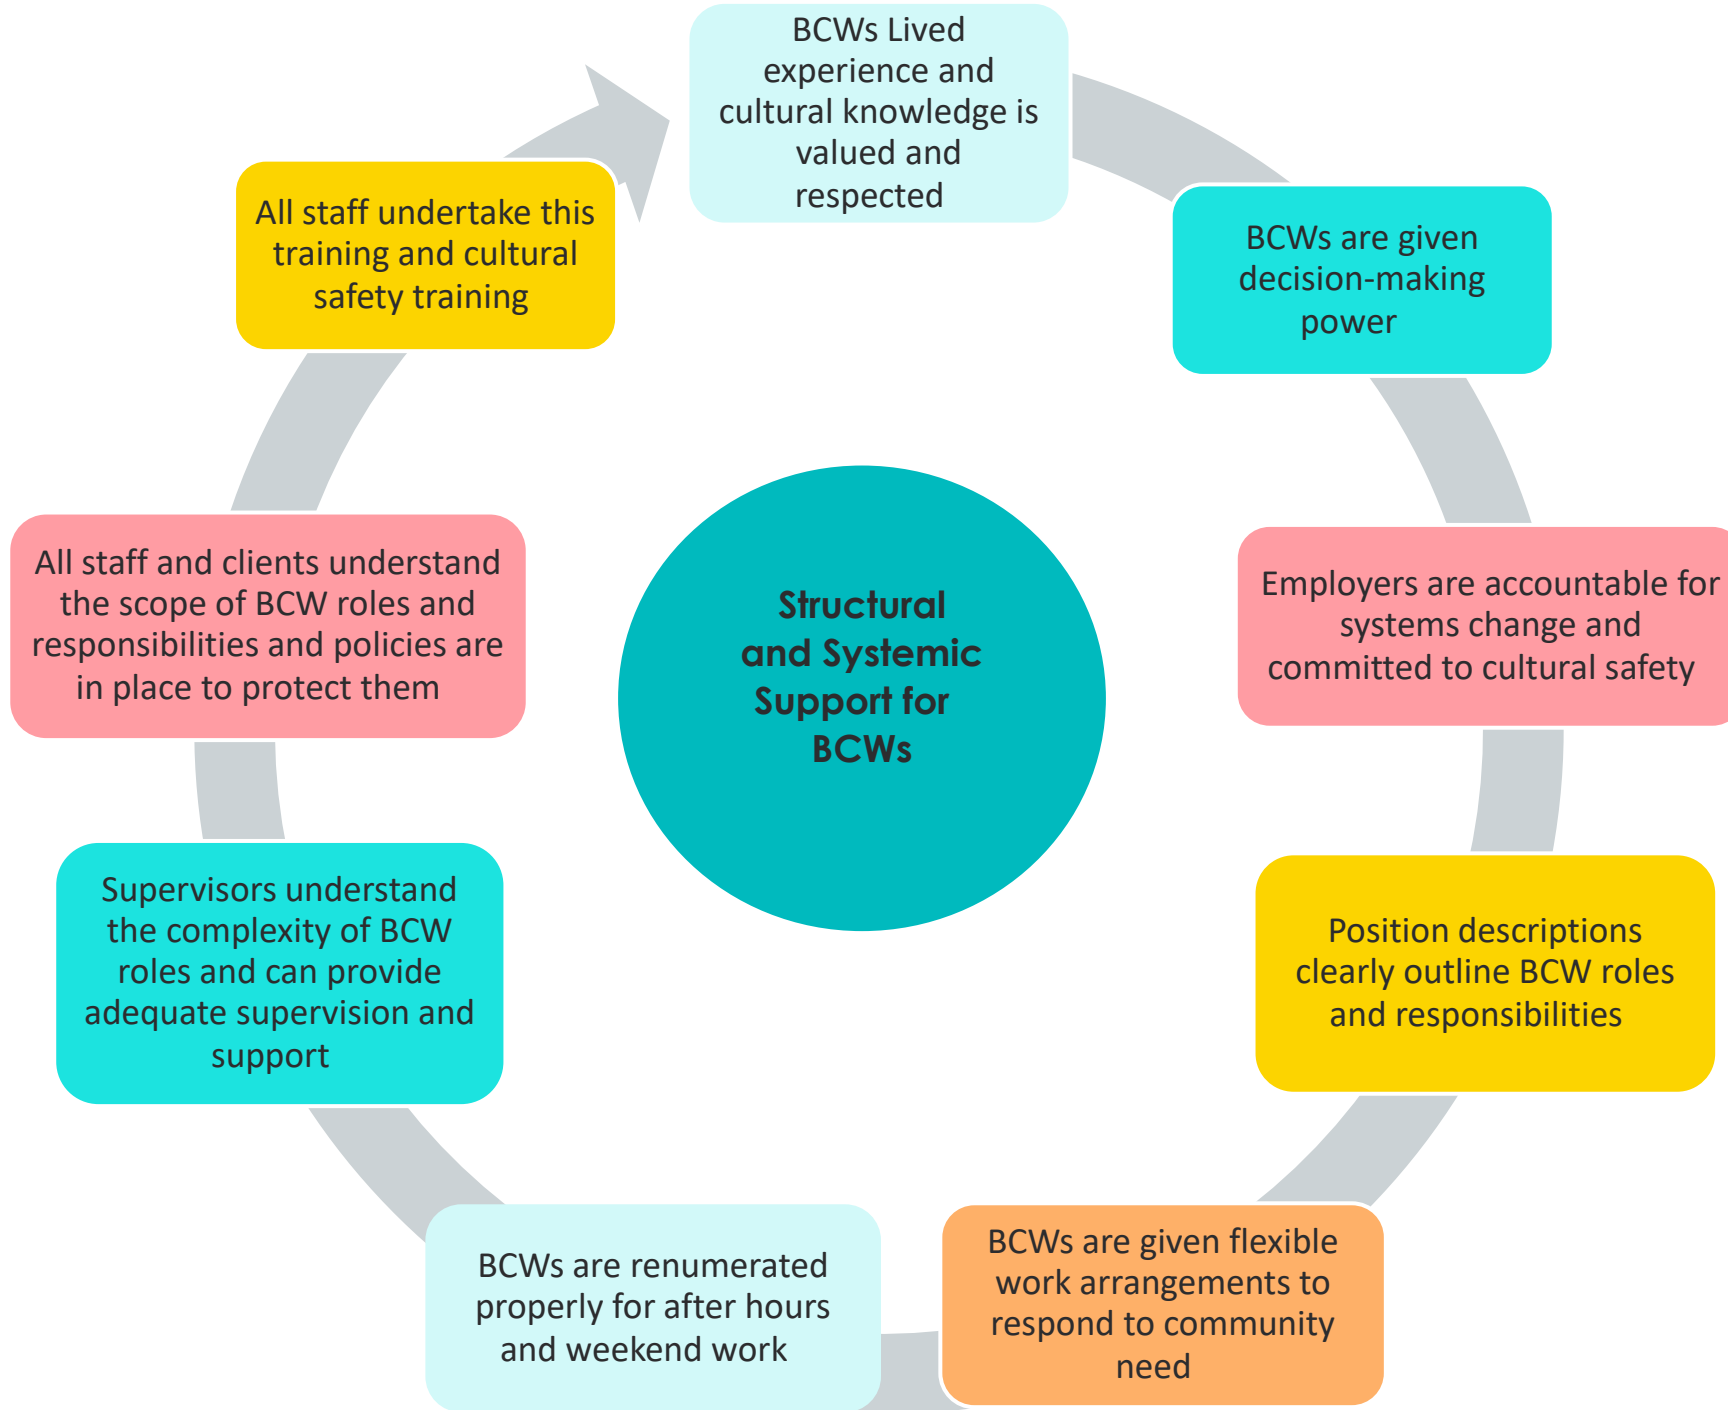 BCWs Lived
experience and
cultural knowledge is
valued and
respected
BCWs are given
decision-making
power
Employers are accountable for
systems change and
committed to cultural safety
Position descriptions
clearly outline BCW roles
and responsibilities
BCWs are given flexible
work arrangements to
respond to community
need
BCWs are renumerated
properly for after hours
and weekend work
Supervisors understand
the complexity of BCW
roles and can provide
adequate supervision and
support
All staff and clients understand
the scope of BCW roles and
responsibilities and policies are
in place to protect them
All staff undertake this
training and cultural
safety training
Structural
and Systemic
Support for
BCWs